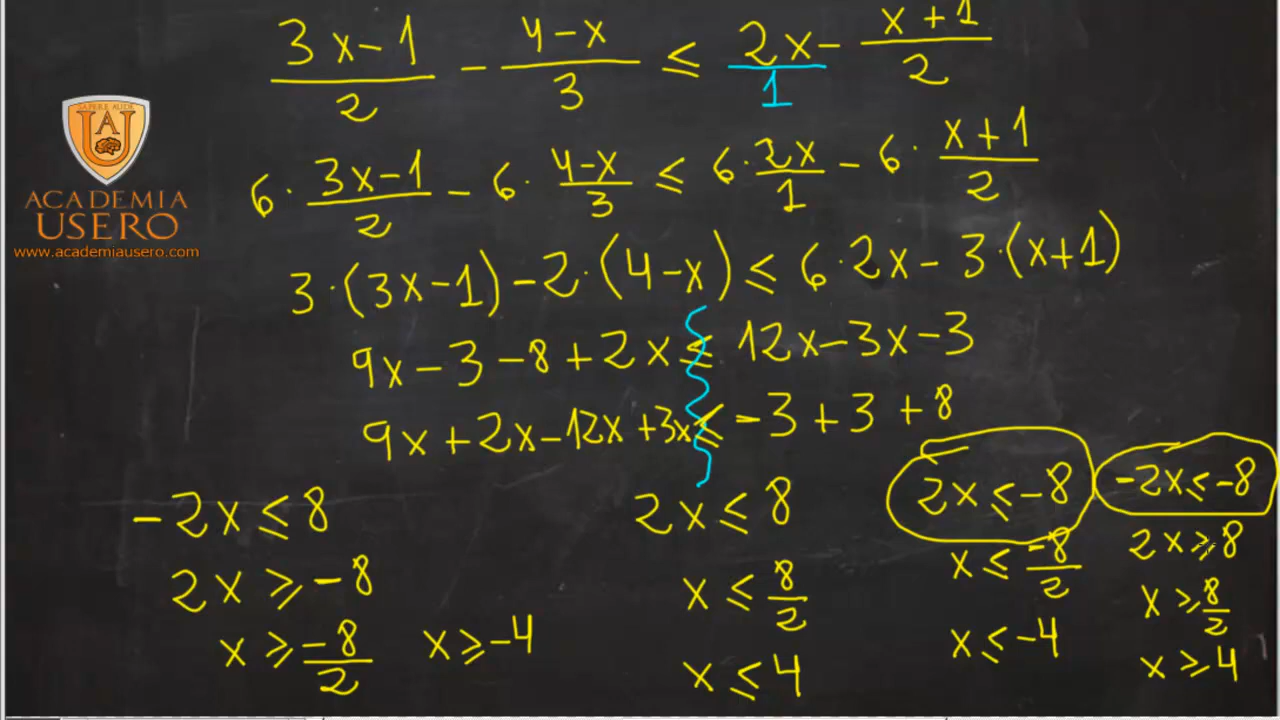 (3x-1)/2 - (4-x)/3 ≤ 2x/1 - (x+1)/2
SAPERE AUDE
UA
ACADEMIA
USERO
www.academiausero.com
6·(3x-1)/2 - 6·(4-x)/3 ≤ 6·2x/1 - 6·(x+1)/2
3·(3x-1)-2·(4-x) ≤ 6·2x - 3·(x+1)
9x-3-8+2x ≤ 12x-3x-3
9x+2x-12x+3x ≤ -3+3+8
-2x ≤ 8
2x ≥ -8
x ≥ -8/2
x ≥ -4
2x ≤ 8
x ≤ 8/2
x ≤ 4
2x ≤ -8
x ≤ -8/2
x ≤ -4
-2x ≤ -8
2x ≥ 8
x ≥ 8/2
x ≥ 4